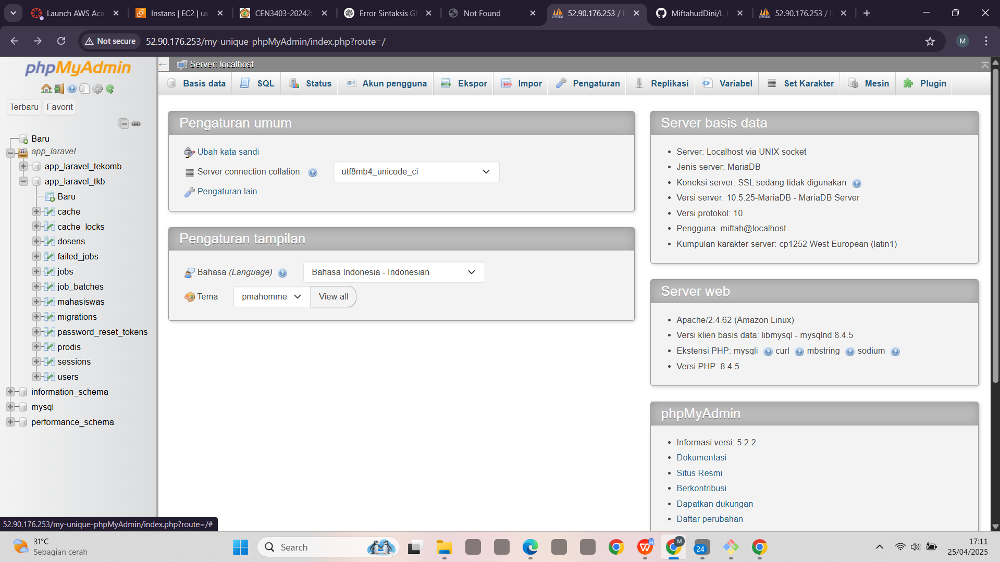 Launch AWS Aca
Instans | EC2 | us
CEN3403-20242
Error Sintaksis G
Not Found
52.90.176.253 /
MiftahudDini/L_
52.90.176.253 /
Not secure
52.90.176.253/my-unique-phpMyAdmin/index.php?route=/
M
phpMyAdmin
Terbaru
Favorit
Baru
app_laravel
app_laravel_tekomb
app_laravel_tkb
Baru
cache
cache_locks
dosens
failed_jobs
jobs
job_batches
mahasiswas
migrations
password_reset_tokens
prodis
sessions
users
information_schema
mysql
performance_schema
52.90.176.253/my-unique-phpMyAdmin/index.php?route=/#
Server: localhost
Basis data
SQL
Status
Akun pengguna
Ekspor
Impor
Pengaturan
Replikasi
Variabel
Set Karakter
Mesin
Plugin
Pengaturan umum
Ubah kata sandi
Server connection collation:
utf8mb4_unicode_ci
Pengaturan lain
Pengaturan tampilan
Bahasa (Language)
Bahasa Indonesia - Indonesian
Tema
pmahomme
View all
Server basis data
• Server: Localhost via UNIX socket
• Jenis server: MariaDB
• Koneksi server: SSL sedang tidak digunakan
• Versi server: 10.5.25-MariaDB - MariaDB Server
• Versi protokol: 10
• Pengguna: miftah@localhost
• Kumpulan karakter server: cp1252 West European (latin1)
Server web
• Apache/2.4.62 (Amazon Linux)
• Versi klien basis data: libmysql - mysqlnd 8.4.5
• Ekstensi PHP: mysqli curl mbstring sodium
• Versi PHP: 8.4.5
phpMyAdmin
• Informasi versi: 5.2.2
• Dokumentasi
• Situs Resmi
• Berkontribusi
• Dapatkan dukungan
• Daftar perubahan
31°C
Sebagian cerah
Search
M
24
17:11
25/04/2025